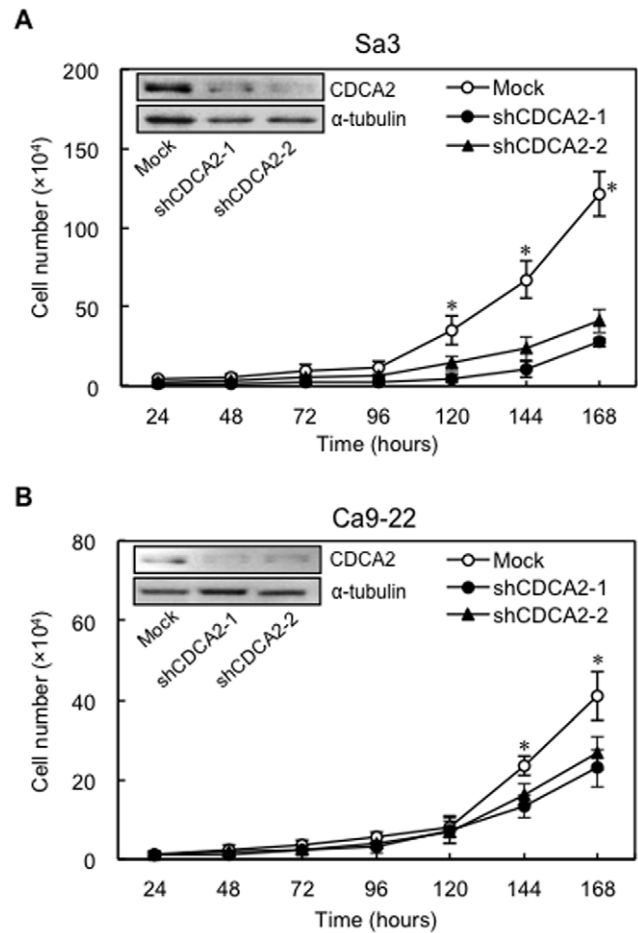 A
Sa3
200
150
100
50
0
Cell number (×10⁴)
CDCA2
α-tubulin
Mock
shCDCA2-1
shCDCA2-2
Mock
shCDCA2-1
shCDCA2-2
*
*
*
24 48 72 96 120 144 168
Time (hours)
B
Ca9-22
80
60
40
20
0
Cell number (×10⁴)
CDCA2
α-tubulin
Mock
shCDCA2-1
shCDCA2-2
Mock
shCDCA2-1
shCDCA2-2
*
*
24 48 72 96 120 144 168
Time (hours)